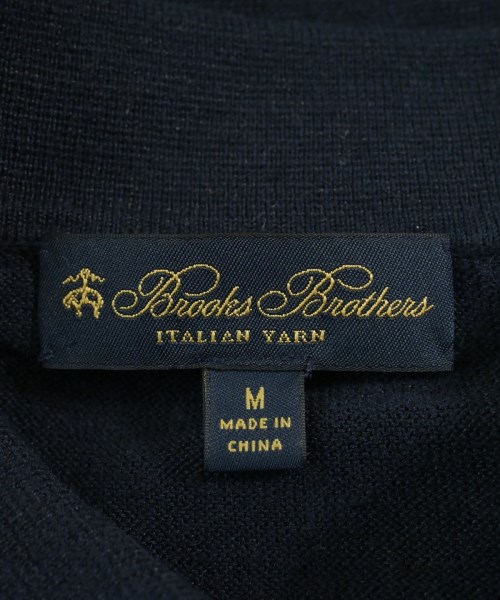 Brooks Brothers
ITALIAN YARN
M
MADE IN
CHINA